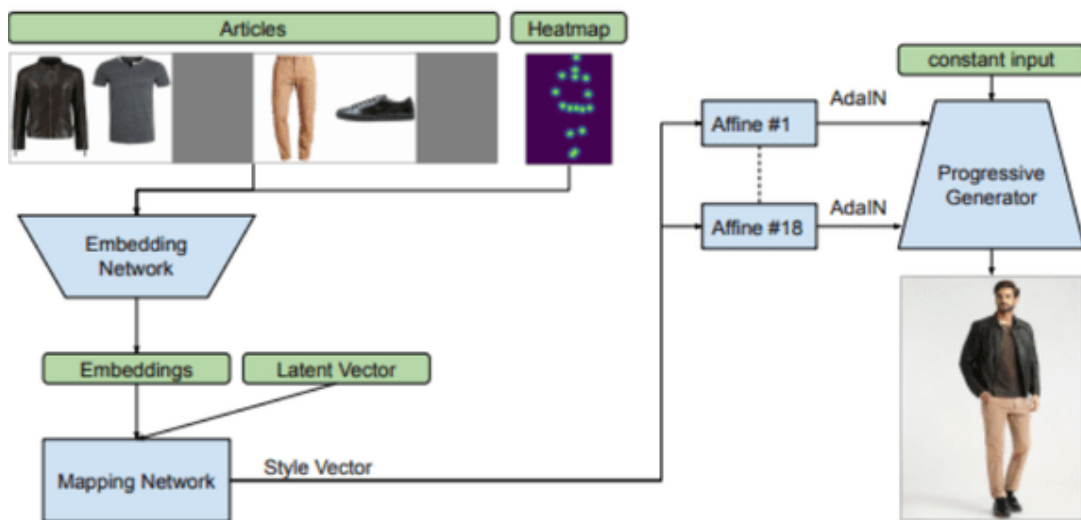 Articles
Heatmap
constant input
Affine #1
AdaIN
Progressive
Generator
Affine #18
AdaIN
Embedding
Network
Embeddings
Latent Vector
Mapping Network
Style Vector